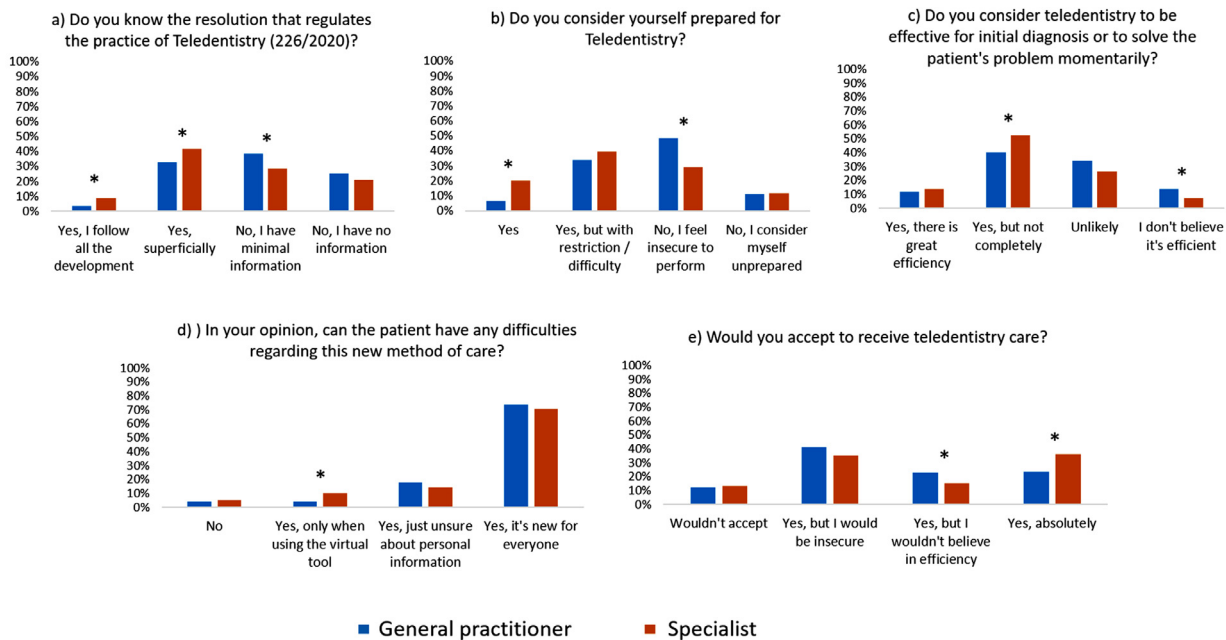 a) Do you know the resolution that regulates
the practice of Teledentistry (226/2020)?
100%
90%
80%
70%
60%
50%
40%
30%
20%
10%
0%
*
*
*
Yes, I follow
all the
development
Yes,
superficially
No, I have
minimal
information
No, I have no
information
b) Do you consider yourself prepared for
Teledentistry?
100%
90%
80%
70%
60%
50%
40%
30%
20%
10%
0%
*
*
Yes
Yes, but with
restriction /
difficulty
No, I feel
insecure to
perform
No, I consider
myself
unprepared
c) Do you consider teledentistry to be
effective for initial diagnosis or to solve the
patient's problem momentarily?
100%
90%
80%
70%
60%
50%
40%
30%
20%
10%
0%
*
*
Yes, there is
great
efficiency
Yes, but not
completely
Unlikely
I don't believe
it's efficient
d) ) In your opinion, can the patient have any difficulties
regarding this new method of care?
100%
90%
80%
70%
60%
50%
40%
30%
20%
10%
0%
*
No
Yes, only when
using the virtual
tool
Yes, just unsure
about personal
information
Yes, it's new for
everyone
e) Would you accept to receive teledentistry care?
100%
90%
80%
70%
60%
50%
40%
30%
20%
10%
0%
*
*
Wouldn't accept
Yes, but I would
be insecure
Yes, but I
wouldn't believe
in efficiency
Yes, absolutely
General practitioner
Specialist